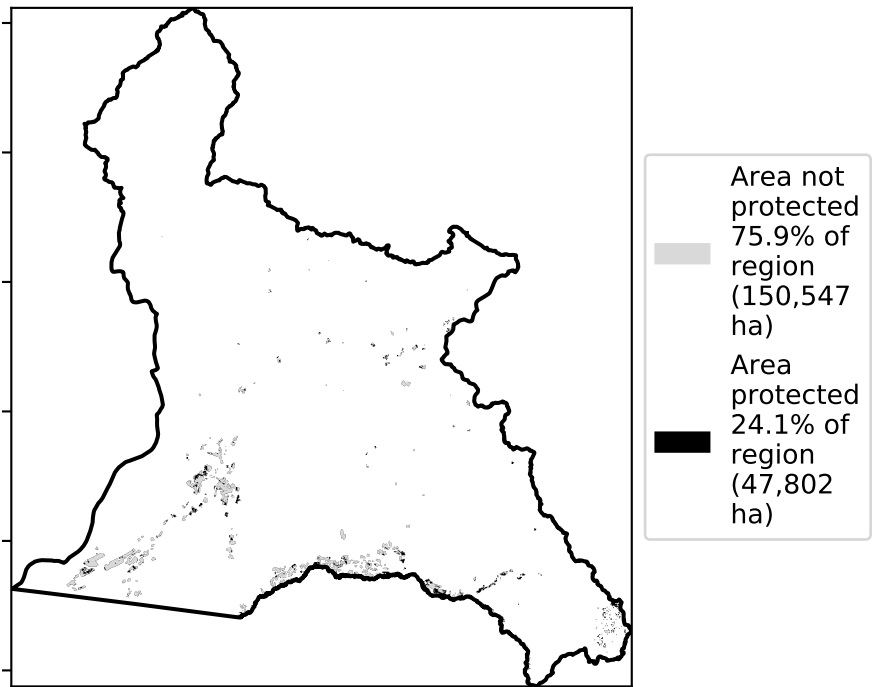 Area not
protected
75.9% of
region
(150,547
ha)
Area
protected
24.1% of
region
(47,802
ha)